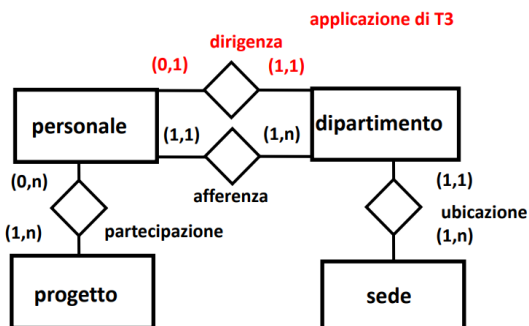 applicazione di T3
dirigenza
(0,1)
(1,1)
personale
(1,1)
(1,n)
dipartimento
afferenza
(0,n)
(1,n)
partecipazione
(1,1)
ubicazione
(1,n)
progetto
sede